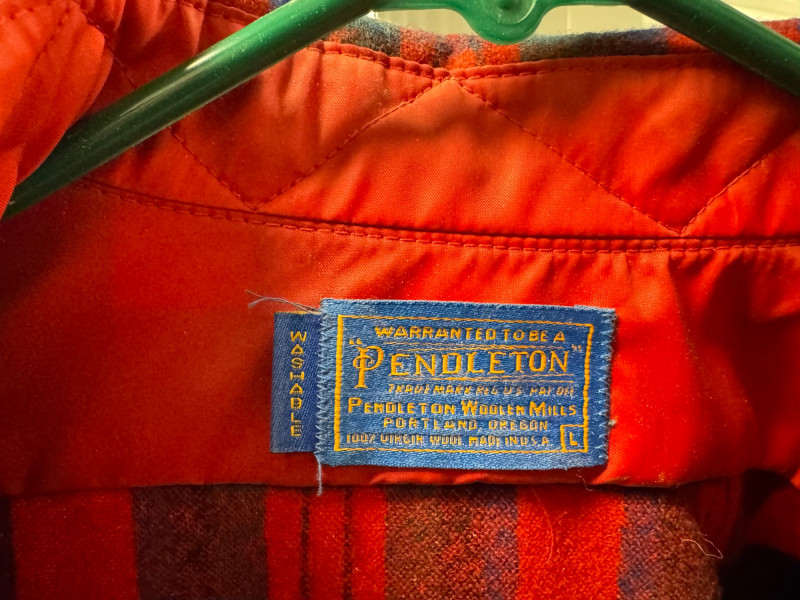 WASHABLE
WARRANTED TO BE A
"PENDLETON"
TRADE MARK REG. U.S. PAT. OFF.
PENDLETON WOOLEN MILLS
PORTLAND, OREGON
100% VIRGIN WOOL MADE IN U.S.A.
L